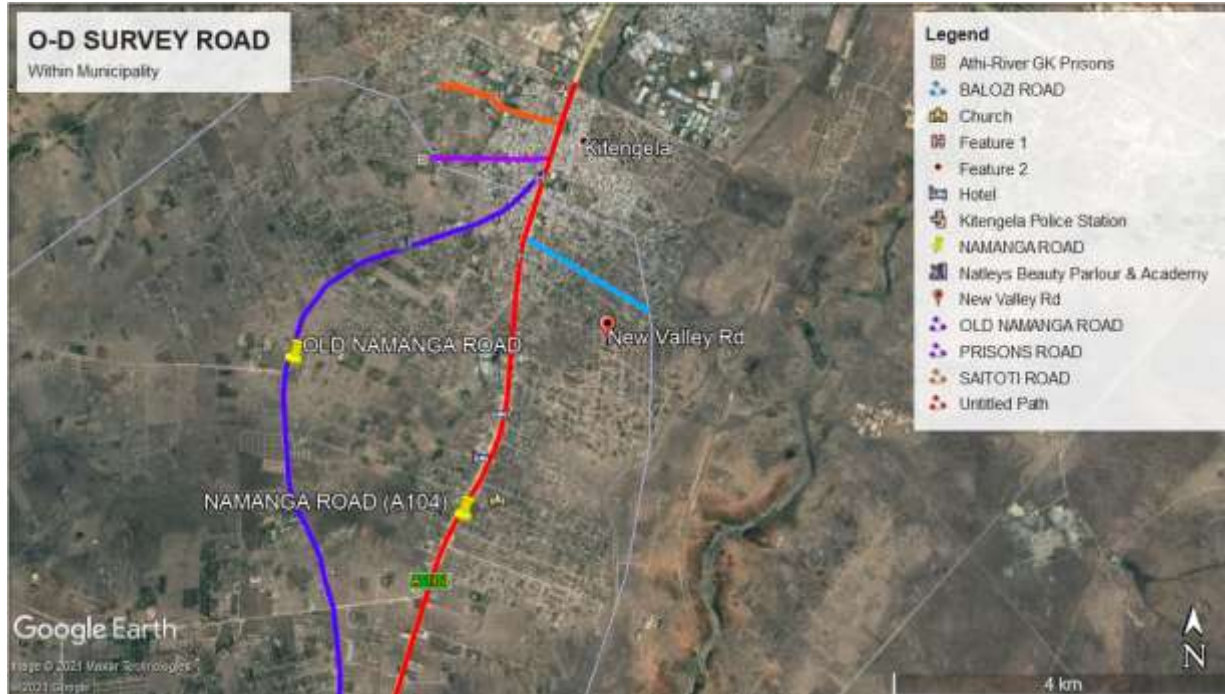 O-D SURVEY ROAD
Within Municipality
Legend
Athi-River GK Prisons
BALOZI ROAD
Church
Feature 1
Feature 2
Hotel
Kitengela Police Station
NAMANGA ROAD
Natleys Beauty Parlour & Academy
New Valley Rd
OLD NAMANGA ROAD
PRISONS ROAD
SAITOTI ROAD
Untitled Path
Kitengela
New Valley Rd
OLD NAMANGA ROAD
NAMANGA ROAD (A104)
Google Earth
Image © 2021 Maxar Technologies
© 2021 Google
N
4 km